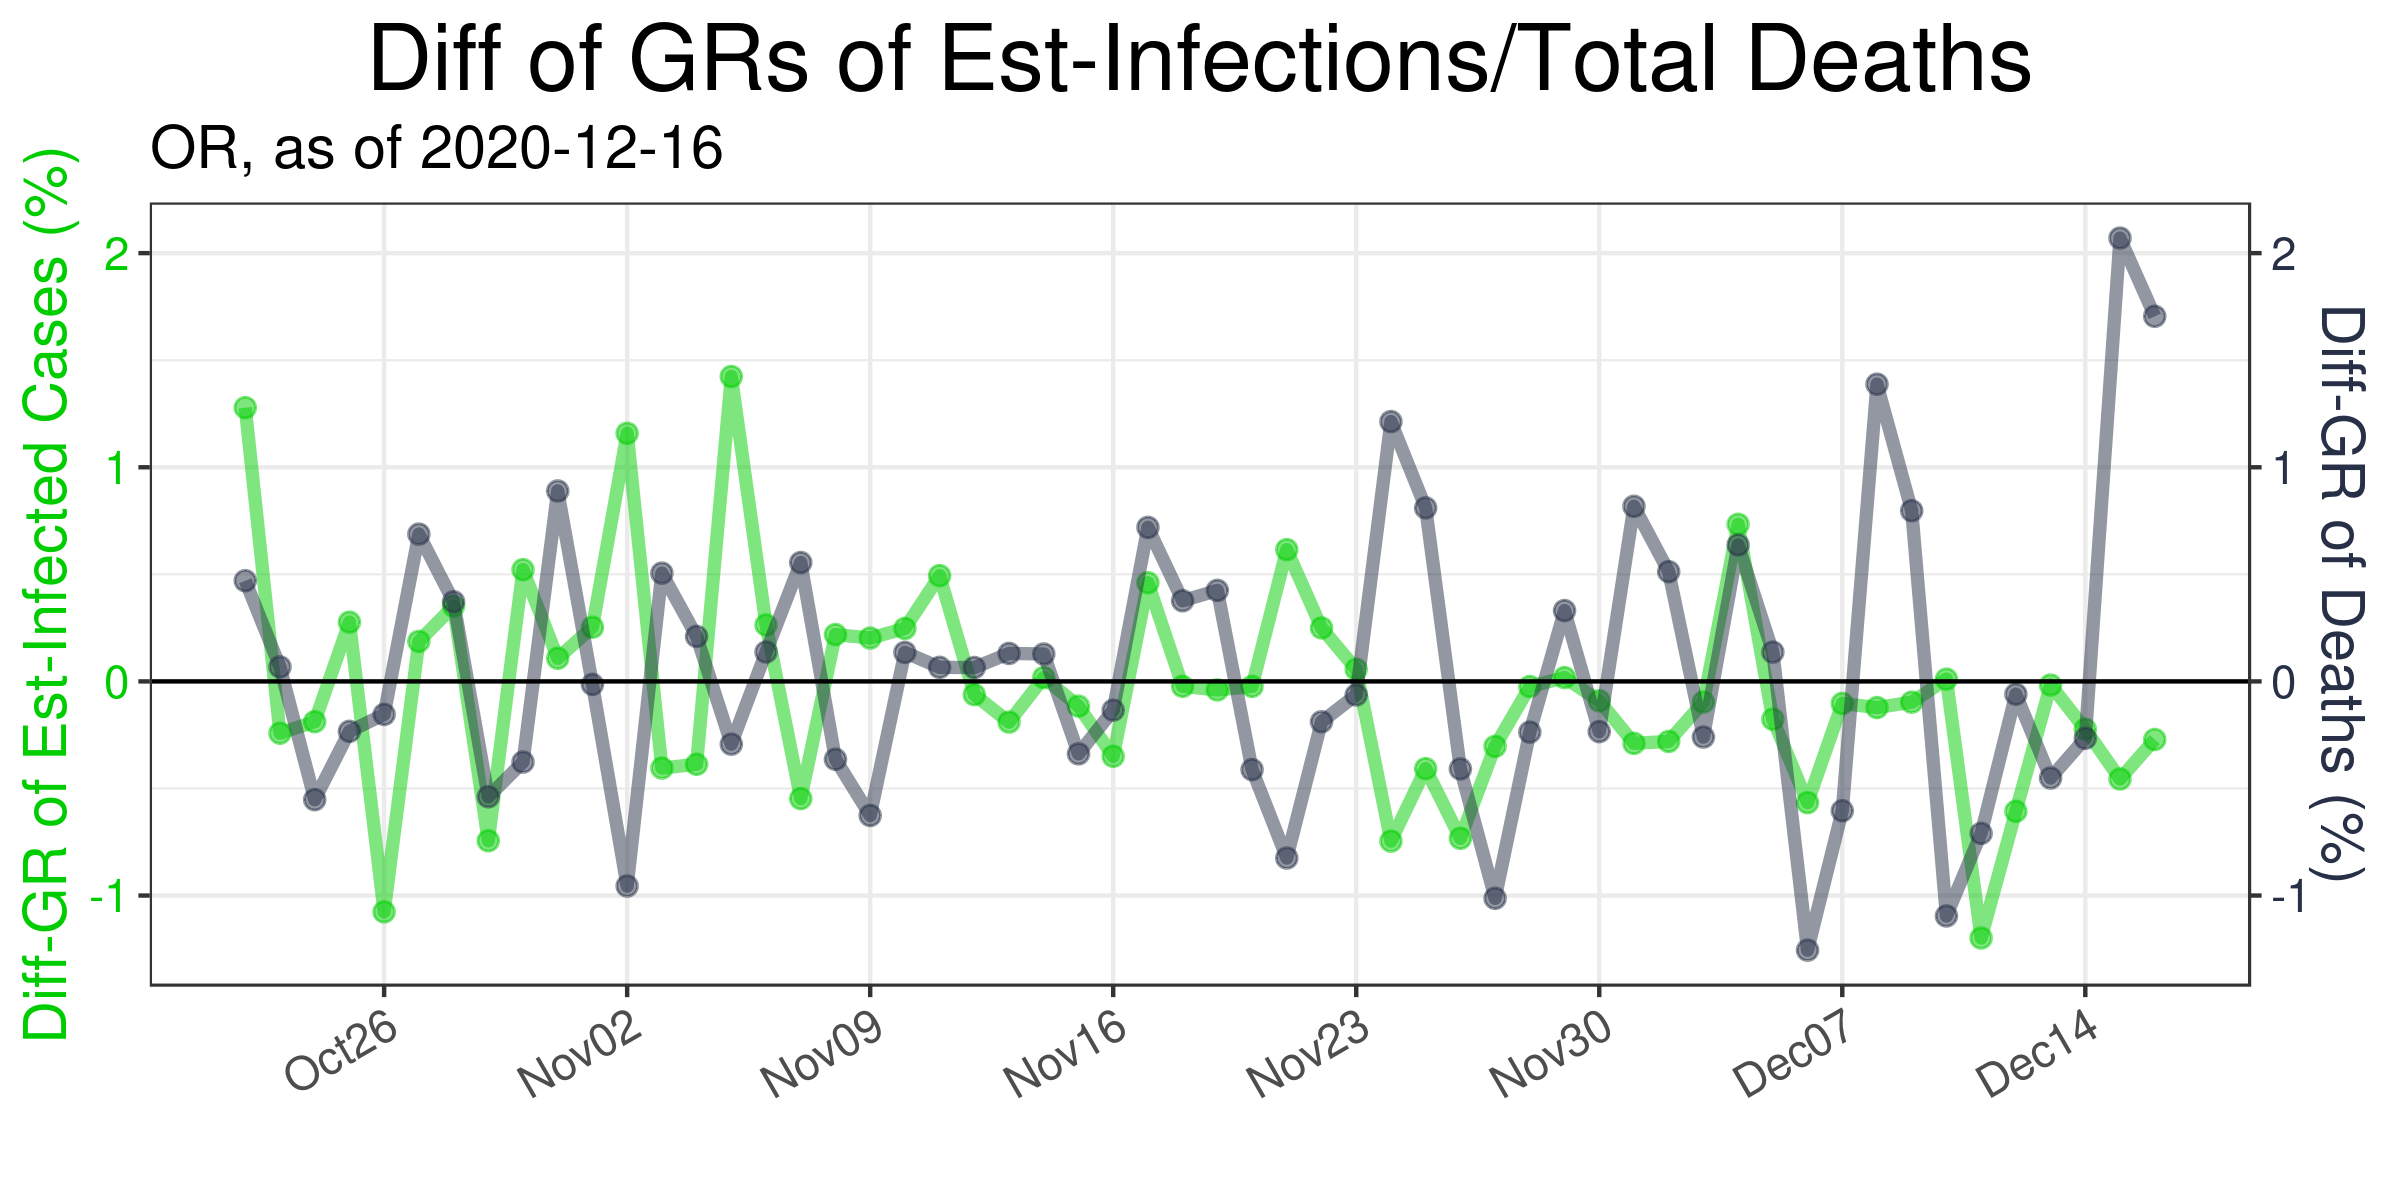 Diff of GRs of Est-Infections/Total Deaths
OR, as of 2020-12-16
Diff-GR of Est-Infected Cases (%)
2
1
0
-1
2
1
0
-1
Diff-GR of Deaths (%)
Oct26
Nov02
Nov09
Nov16
Nov23
Nov30
Dec07
Dec14